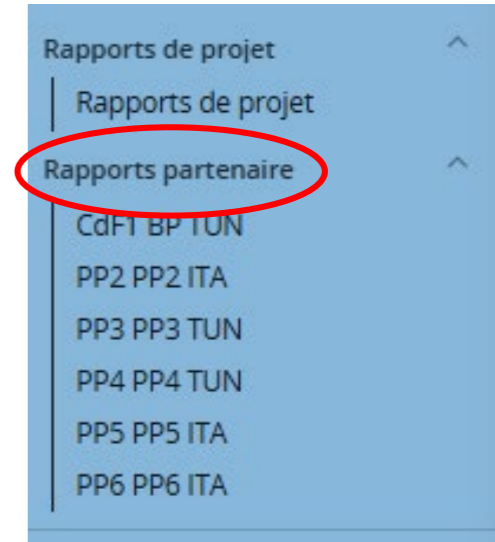 Rapports de projet
Rapports de projet
Rapports partenaire
CdF1 BP TUN
PP2 PP2 ITA
PP3 PP3 TUN
PP4 PP4 TUN
PP5 PP5 ITA
PP6 PP6 ITA